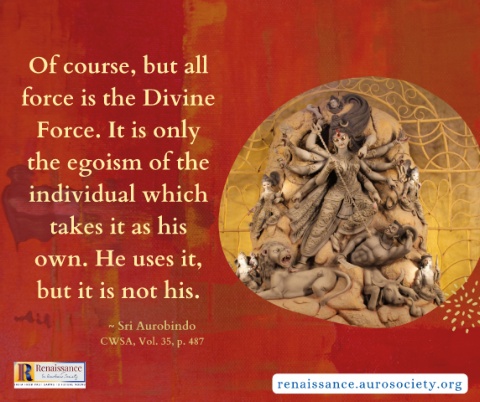 Of course, but all
force is the Divine
Force. It is only
the egoism of the
individual which
takes it as his
own. He uses it,
but it is not his.
~ Sri Aurobindo
CWSA, Vol. 35, p. 487
Renaissance
renaissance.aurosociety.org